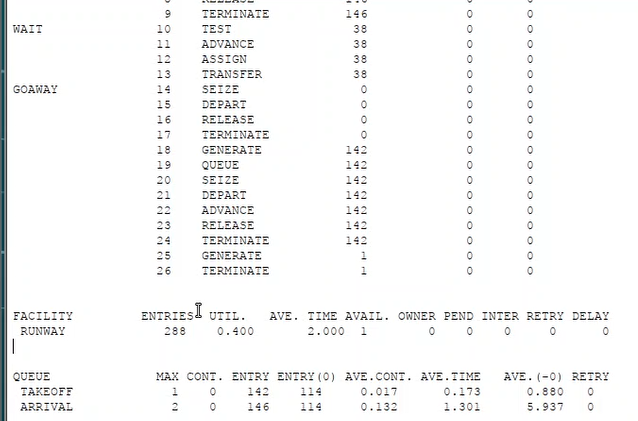 9 TERMINATE 146 0 0
WAIT 10 TEST 38 0 0
11 ADVANCE 38 0 0
12 ASSIGN 38 0 0
13 TRANSFER 38 0 0
GOAWAY 14 SEIZE 0 0 0
15 DEPART 0 0 0
16 RELEASE 0 0 0
17 TERMINATE 0 0 0
18 GENERATE 142 0 0
19 QUEUE 142 0 0
20 SEIZE 142 0 0
21 DEPART 142 0 0
22 ADVANCE 142 0 0
23 RELEASE 142 0 0
24 TERMINATE 142 0 0
25 GENERATE 1 0 0
26 TERMINATE 1 0 0
FACILITY ENTRIES UTIL. AVE. TIME AVAIL. OWNER PEND INTER RETRY DELAY
RUNWAY 288 0.400 2.000 1 0 0 0 0 0
QUEUE MAX CONT. ENTRY ENTRY(0) AVE.CONT. AVE.TIME AVE.(-0) RETRY
TAKEOFF 1 0 142 114 0.017 0.173 0.880 0
ARRIVAL 2 0 146 114 0.132 1.301 5.937 0